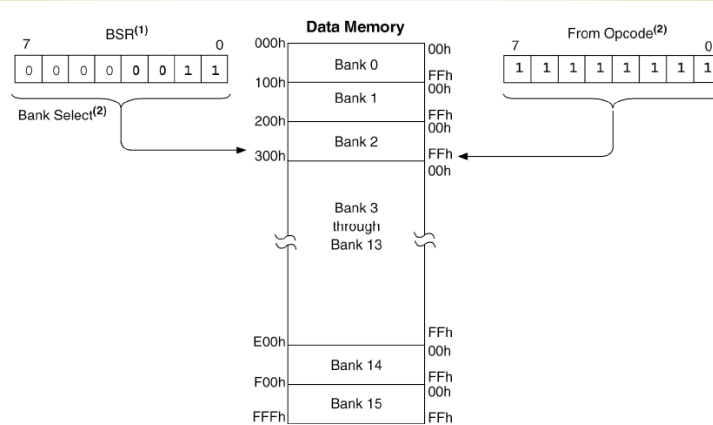 Data Memory
BSR(1)
From Opcode(2)
7 0
7 0
0 0 0 0 0 0 1 1
1 1 1 1 1 1 1 1
Bank Select(2)
000h
Bank 0
00h
FFh
100h
Bank 1
00h
FFh
200h
Bank 2
00h
FFh
300h
Bank 3
through
Bank 13
00h
FFh
E00h
Bank 14
00h
FFh
F00h
Bank 15
00h
FFFh
FFh